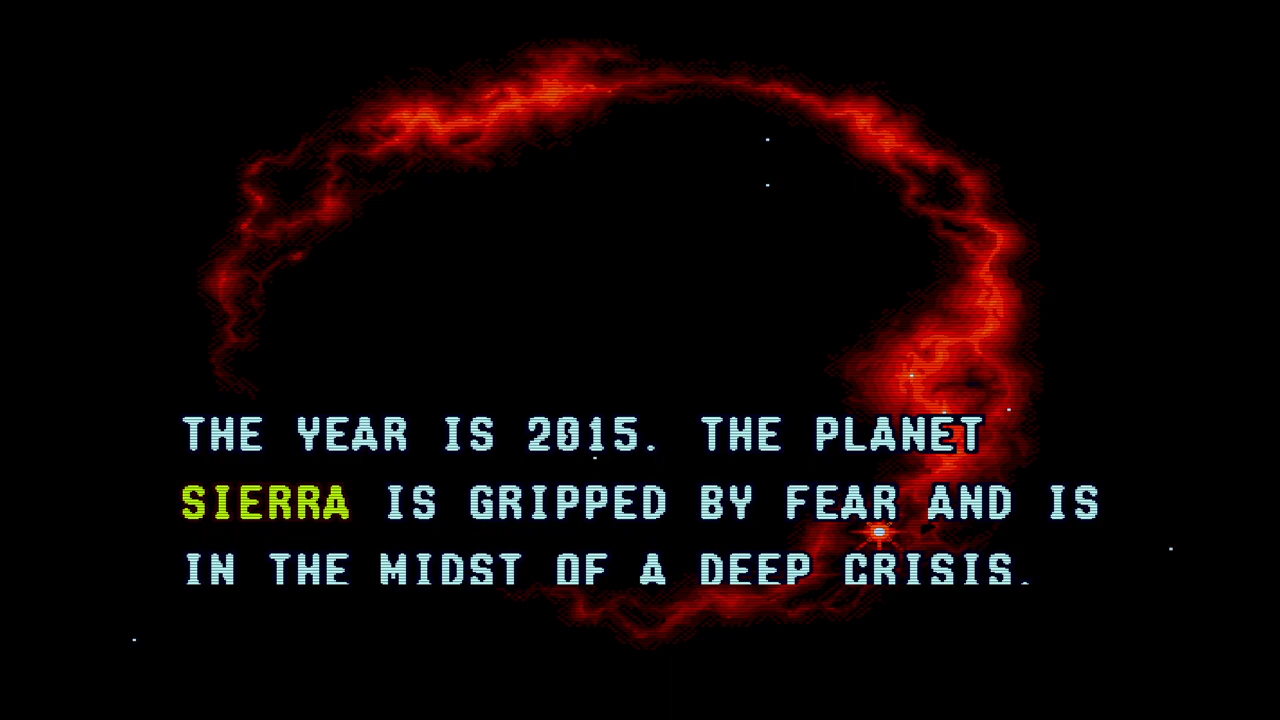 THE YEAR IS 2015. THE PLANET
SIERRA IS GRIPPED BY FEAR AND IS
IN THE MIDST OF A DEEP CRISIS.